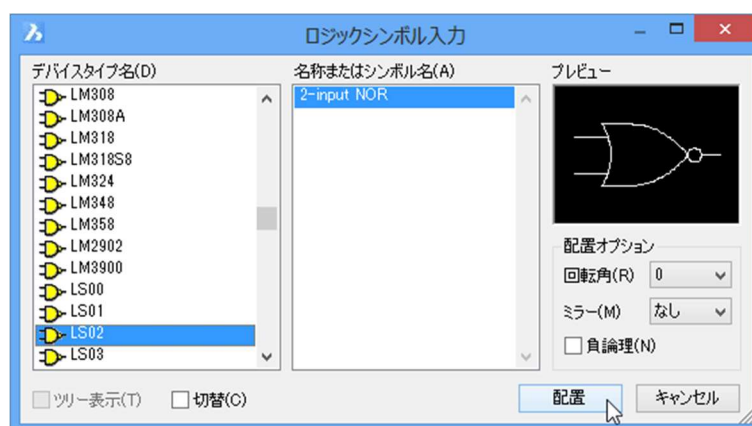 ロジックシンボル入力
デバイスタイプ名(D)
LM308
LM308A
LM318
LM318S8
LM324
LM348
LM358
LM2902
LM3900
LS00
LS01
LS02
LS03
名称またはシンボル名(A)
2-input NOR
プレビュー
配置オプション
回転角(R) 0
ミラー(M) なし
負論理(N)
ツリー表示(T) 切替(C)
配置 キャンセル